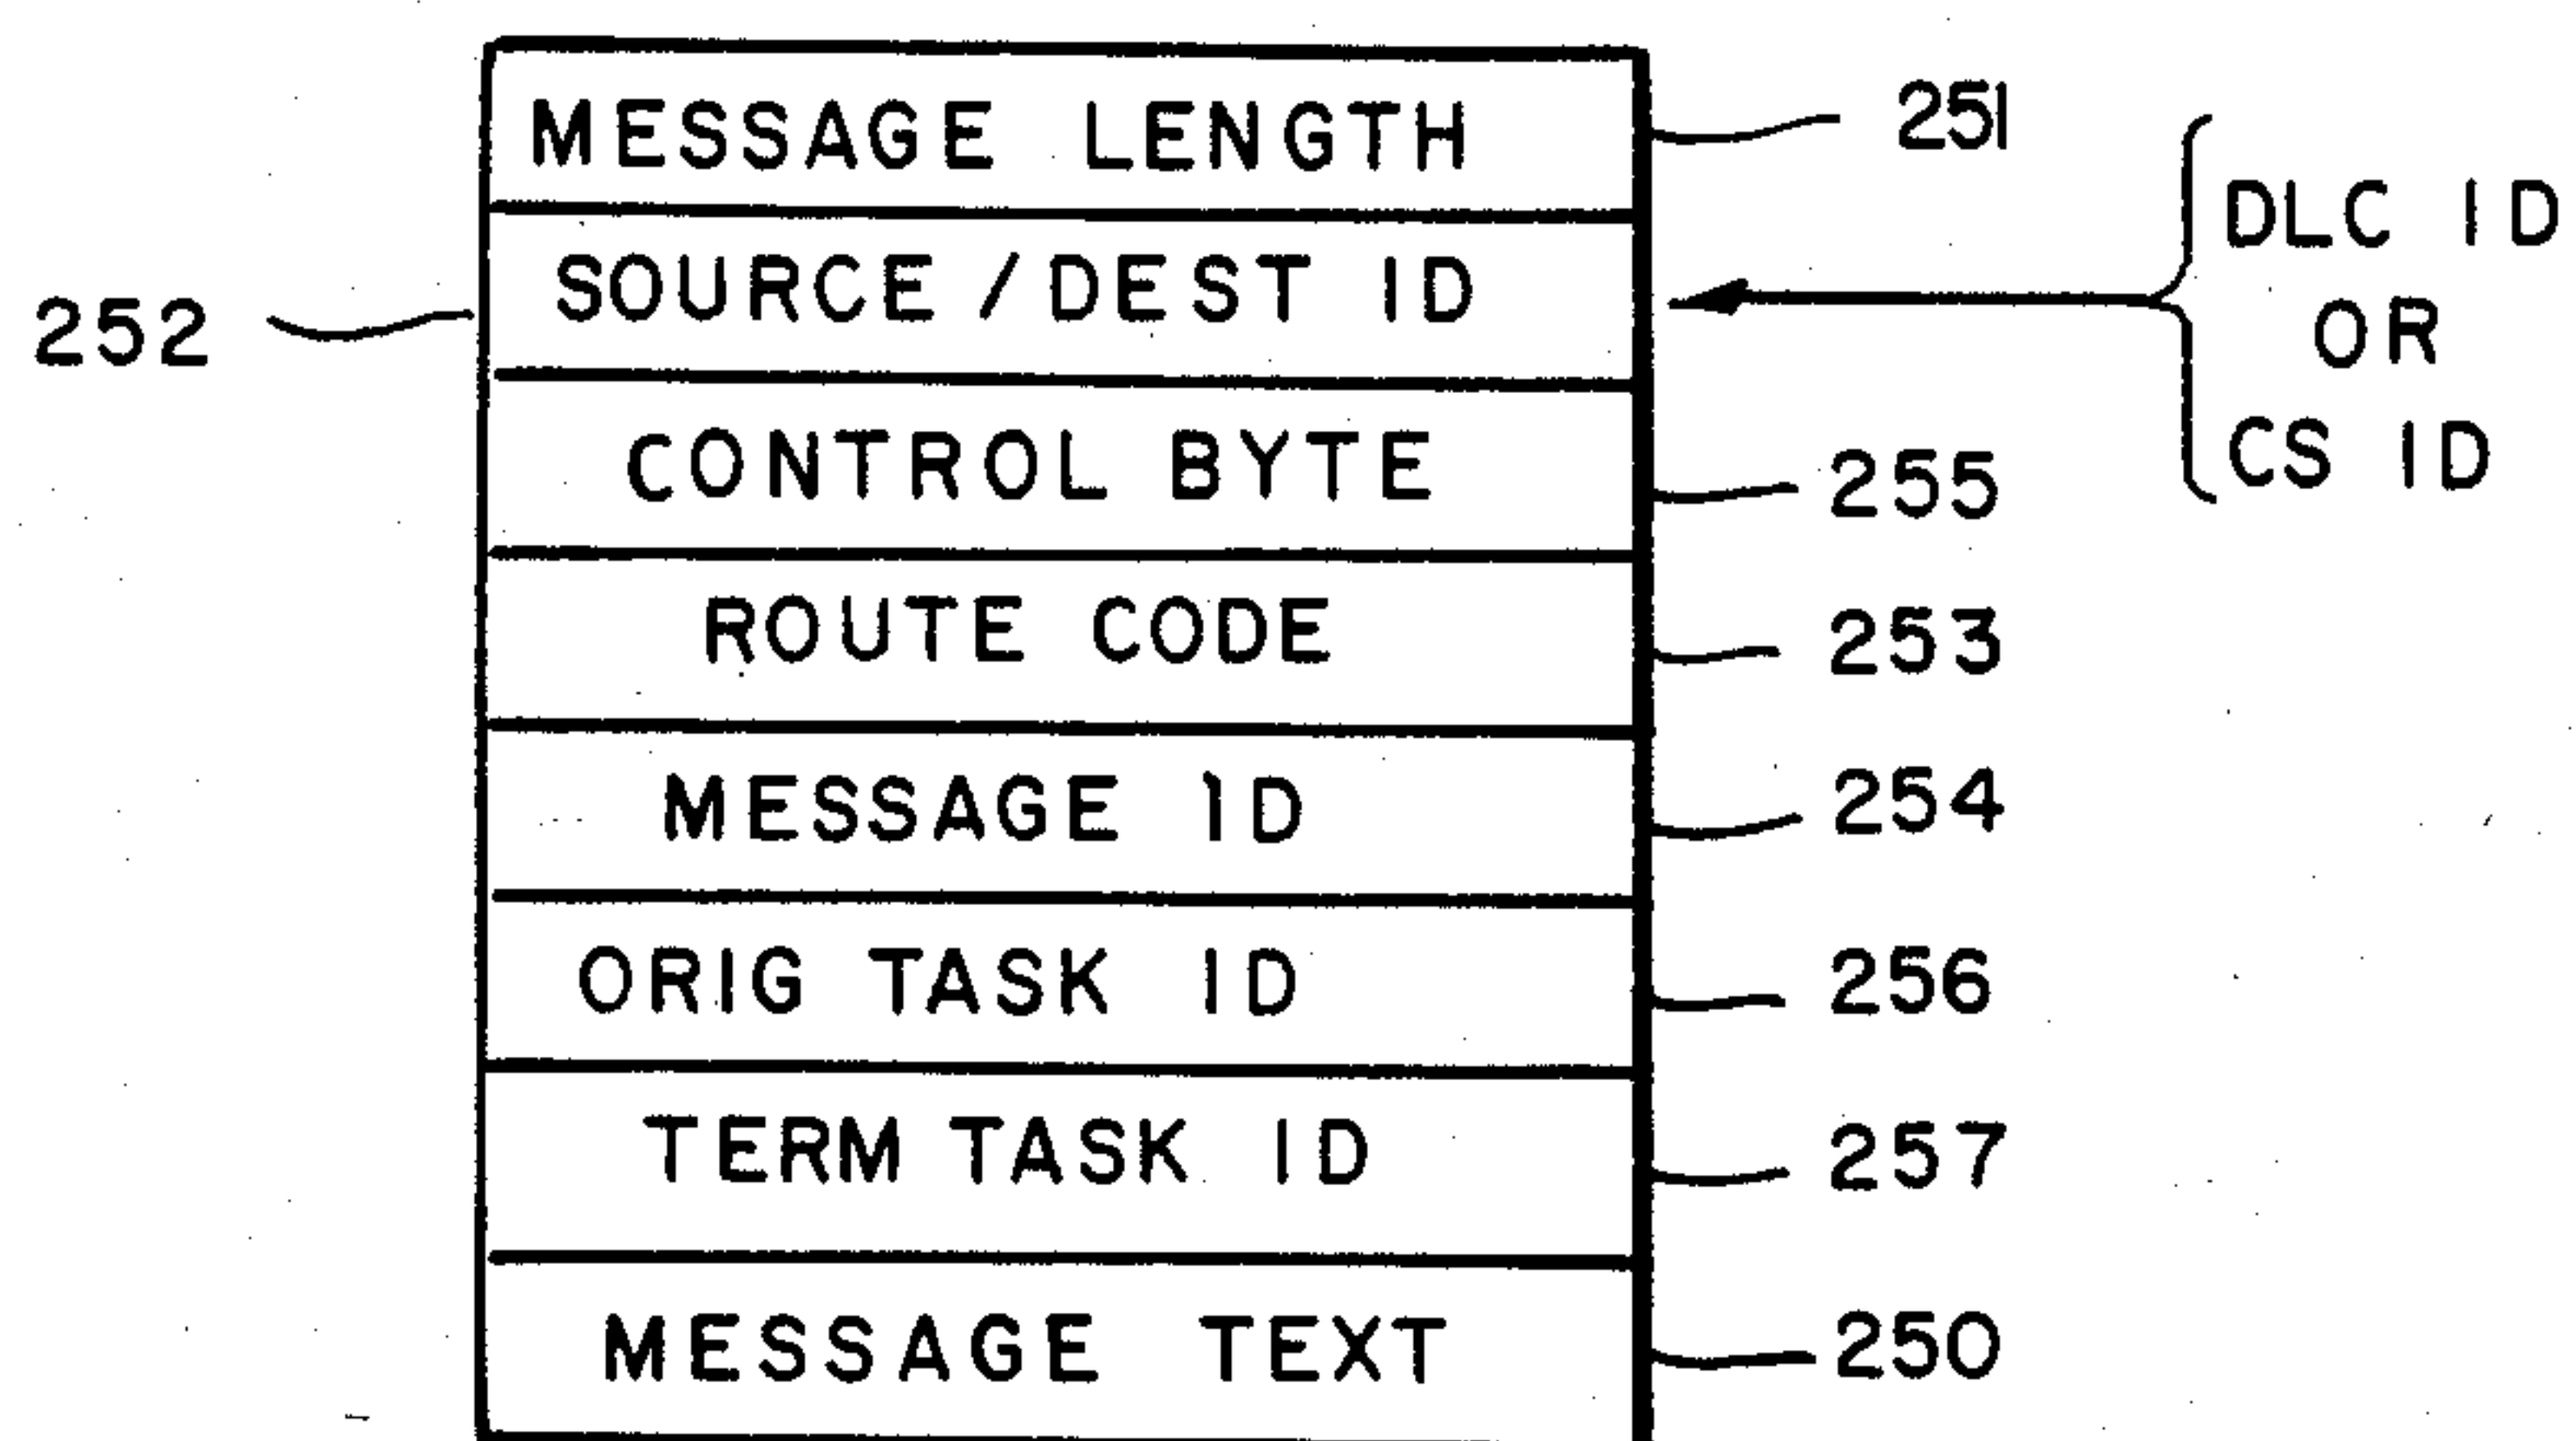 MESSAGE LENGTH 251
SOURCE / DEST ID
252
DLC ID
OR
CS ID
CONTROL BYTE 255
ROUTE CODE 253
MESSAGE ID 254
ORIG TASK ID 256
TERM TASK ID 257
MESSAGE TEXT 250